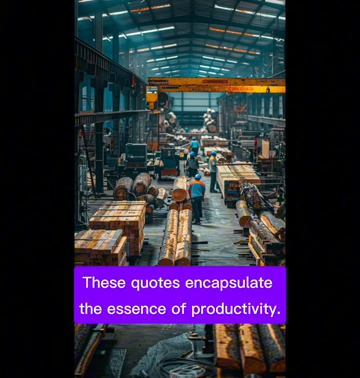 These quotes encapsulate
the essence of productivity.